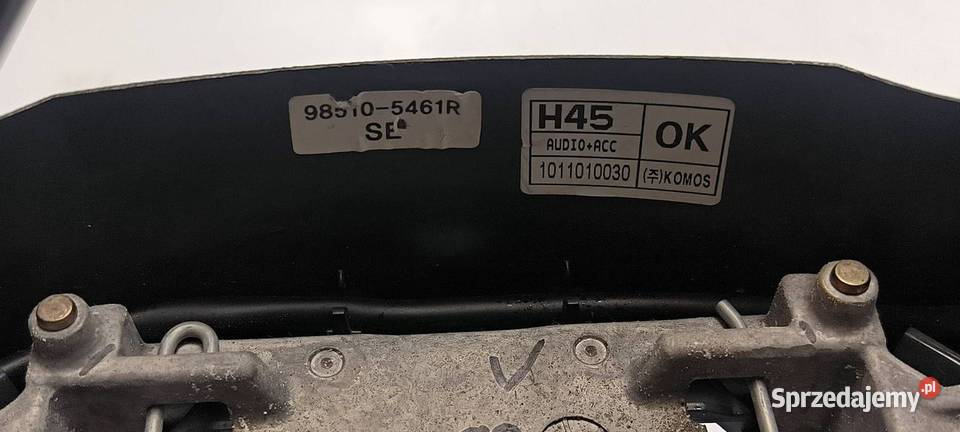 98510-5461R
SE
H45
AUDIO+ACC
OK
1011010030
(주)KOMOS
V
Sprzedajemy.pl